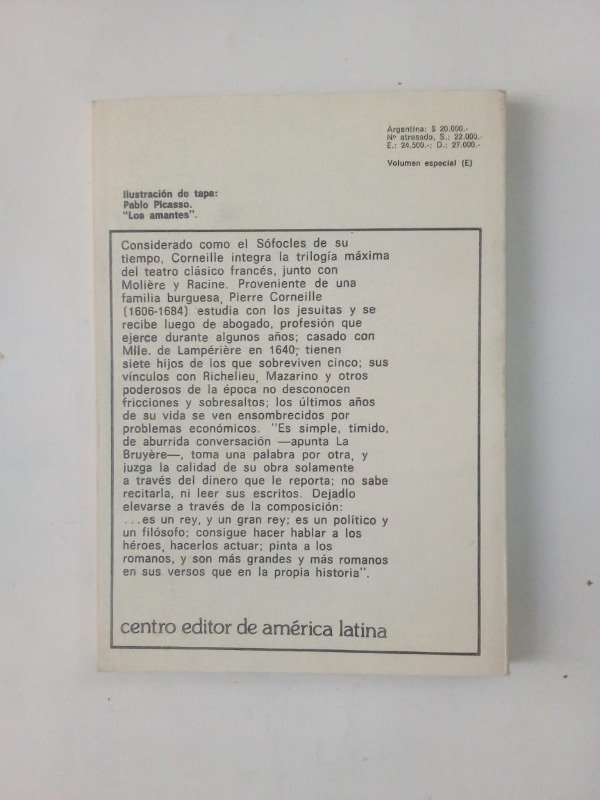 Argentina: $ 20.000.-
Nº atrasado, S.: 22.000.-
E.: 24.500.-; D.: 27.000.-
Volumen especial (E)
Ilustración de tapa:
Pablo Picasso.
"Los amantes".
Considerado como el Sófocles de su
tiempo, Corneille integra la trilogía máxima
del teatro clásico francés, junto con
Molière y Racine. Proveniente de una
familia burguesa, Pierre Corneille
(1606-1684) estudia con los jesuitas y se
recibe luego de abogado, profesión que
ejerce durante algunos años; casado con
Mlle. de Lampérière en 1640, tienen
siete hijos de los que sobreviven cinco; sus
vínculos con Richelieu, Mazarino y otros
poderosos de la época no desconocen
fricciones y sobresaltos; los últimos años
de su vida se ven ensombrecidos por
problemas económicos. "Es simple, tímido,
de aburrida conversación —apunta La
Bruyère—, toma una palabra por otra, y
juzga la calidad de su obra solamente
a través del dinero que le reporta; no sabe
recitarla, ni leer sus escritos. Dejadlo
elevarse a través de la composición:
...es un rey, y un gran rey; es un político y
un filósofo; consigue hacer hablar a los
héroes, hacerlos actuar; pinta a los
romanos, y son más grandes y más romanos
en sus versos que en la propia historia".
centro editor de américa latina